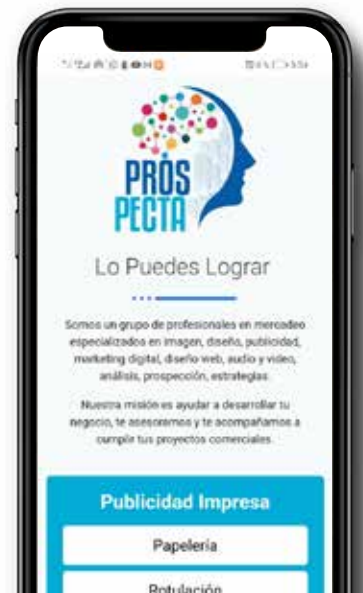 PRÓS
PECTA
Lo Puedes Lograr
Somos un grupo de profesionales en mercadeo
especializados en imagen, diseño, publicidad,
marketing digital, diseño web, audio y video,
análisis, prospección, estrategias.
Nuestra misión es ayudar a desarrollar tu
negocio, te asesoramos y te acompañamos a
cumplir tus proyectos comerciales.
Publicidad Impresa
Papelería
Rotulación